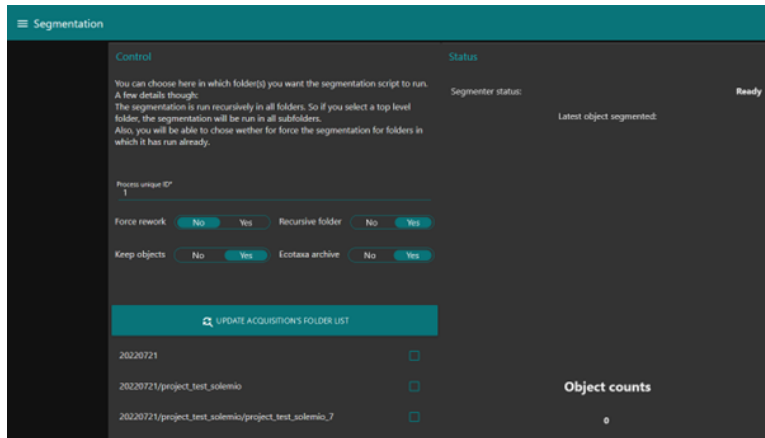 Segmentation
Control
You can choose here in which folder(s) you want the segmentation script to run.
A few details though:
The segmentation is run recursively in all folders. So if you select a top level
folder, the segmentation will be run in all subfolders.
Also, you will be able to chose wether for force the segmentation for folders in
which it has run already.
Process unique ID*
1
Force rework No Yes Recursive folder No Yes
Keep objects No Yes Ecotaxa archive No Yes
UPDATE ACQUISITION'S FOLDER LIST
20220721
20220721/project_test_solemio
20220721/project_test_solemio/project_test_solemio_7
Status
Segmenter status: Ready
Latest object segmented:
Object counts
0